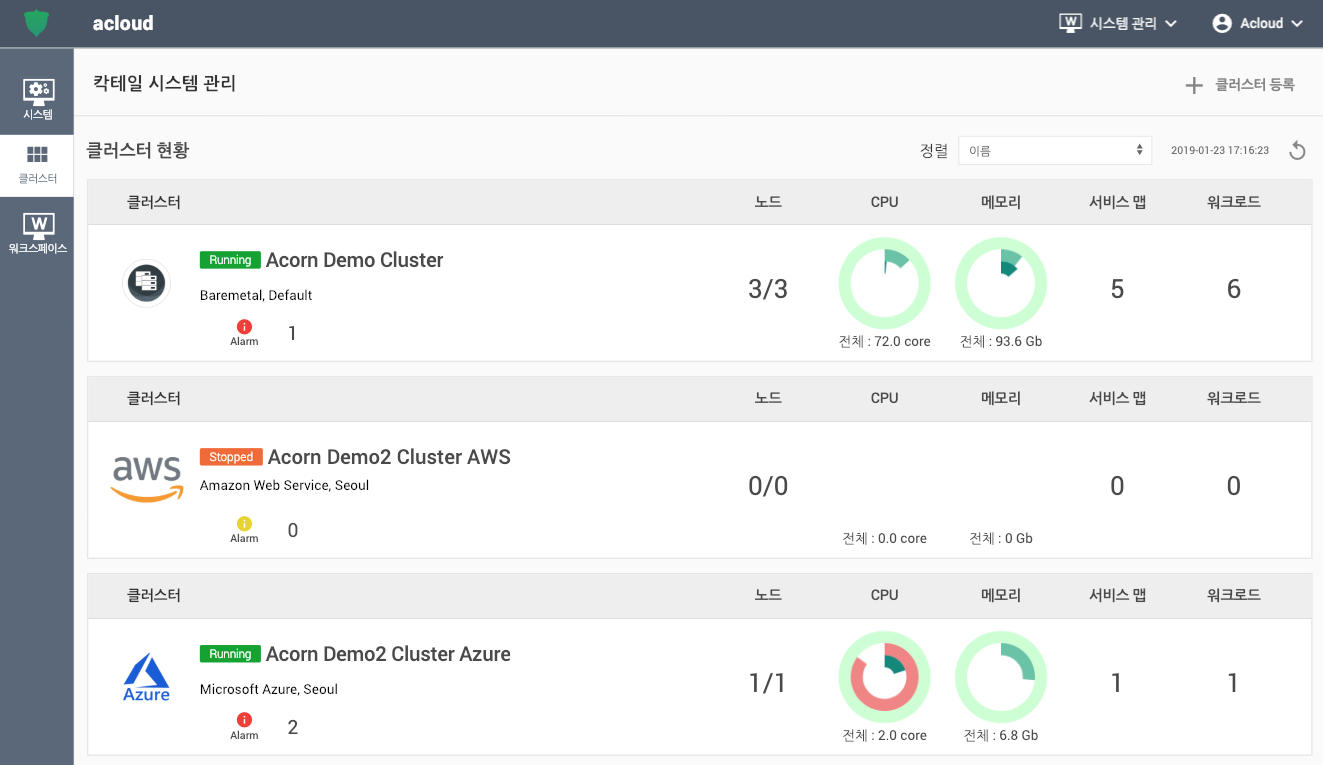 acloud
W 시스템 관리
Acloud
시스템
클러스터
W
워크스페이스
칵테일 시스템 관리
클러스터 등록
클러스터 현황
정렬 이름 2019-01-23 17:16:23
클러스터 노드 CPU 메모리 서비스 맵 워크로드
Running Acorn Demo Cluster
Baremetal, Default
Alarm 1
3/3
전체 : 72.0 core
전체 : 93.6 Gb
5
6
클러스터 노드 CPU 메모리 서비스 맵 워크로드
aws
Stopped Acorn Demo2 Cluster AWS
Amazon Web Service, Seoul
Alarm 0
0/0
전체 : 0.0 core
전체 : 0 Gb
0
0
클러스터 노드 CPU 메모리 서비스 맵 워크로드
Azure
Running Acorn Demo2 Cluster Azure
Microsoft Azure, Seoul
Alarm 2
1/1
전체 : 2.0 core
전체 : 6.8 Gb
1
1